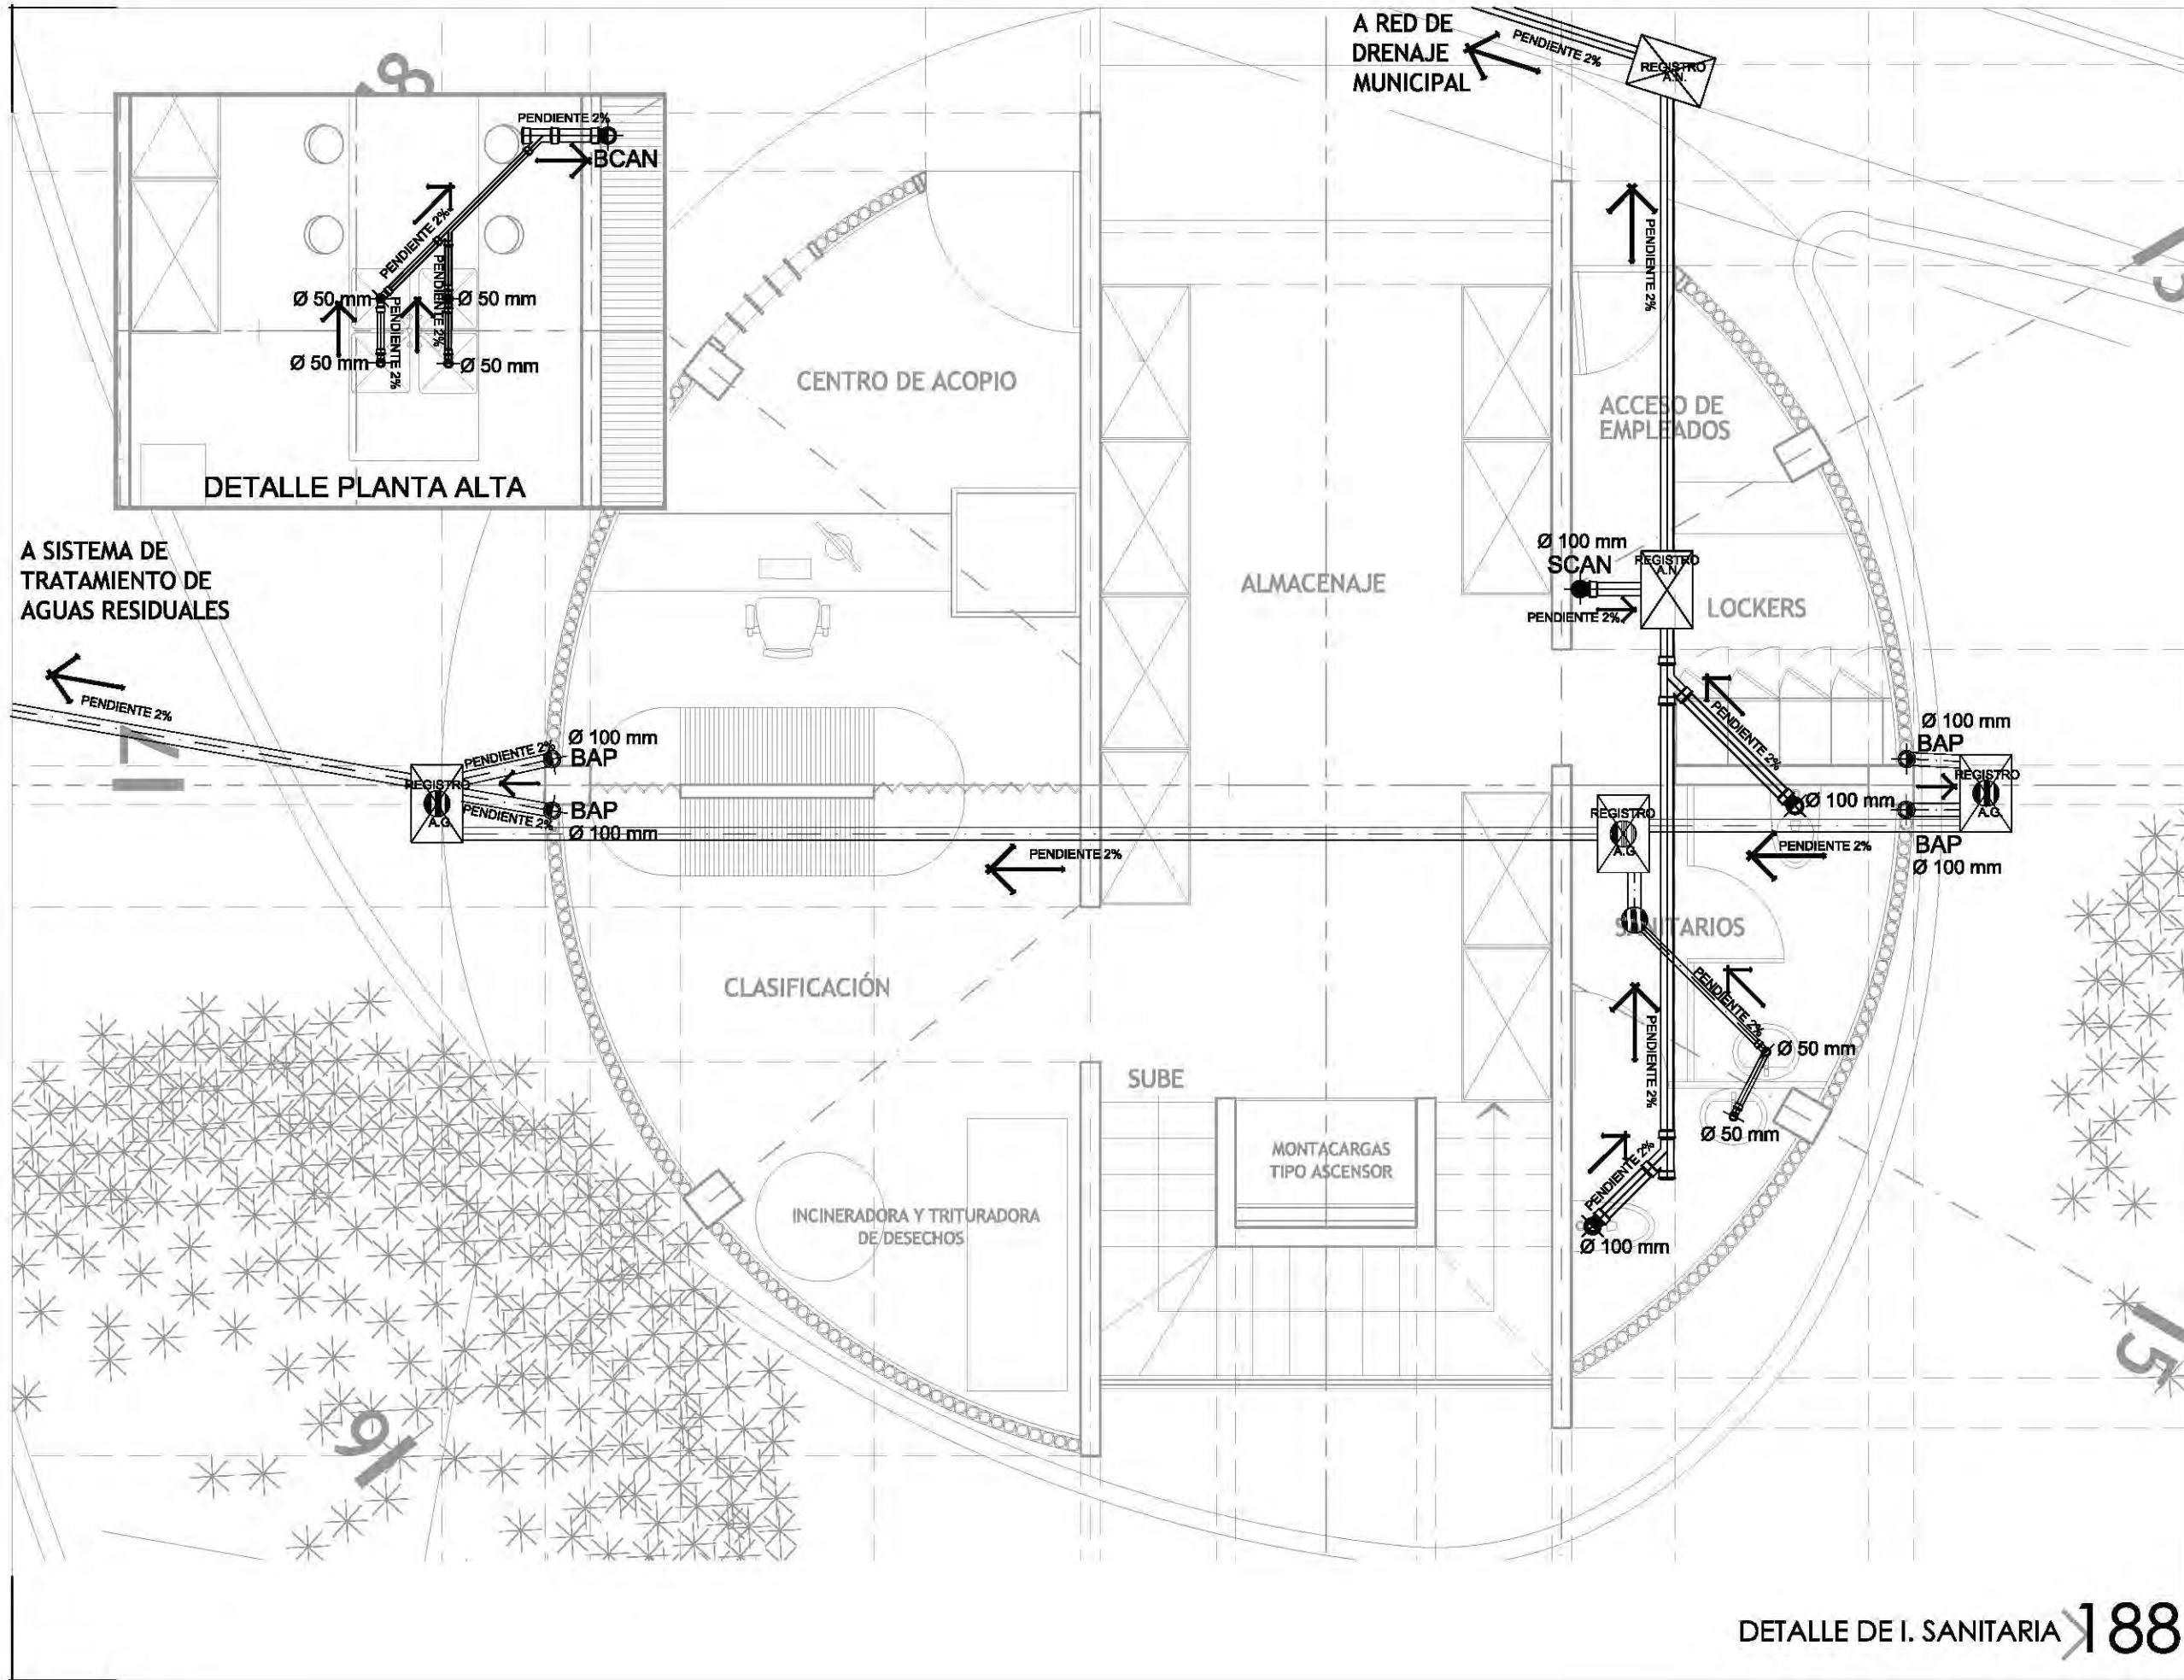 A RED DE
DRENAJE
MUNICIPAL
PENDIENTE 2%
REGISTRO
A.N.
18
PENDIENTE 2%
BCAN
PENDIENTE 2%
PENDIENTE 2%
PENDIENTE 2%
Ø 50 mm
Ø 50 mm
Ø 50 mm
Ø 50 mm
DETALLE PLANTA ALTA
PENDIENTE 2%
CENTRO DE ACOPIO
ACCESO DE
EMPLEADOS
A SISTEMA DE
TRATAMIENTO DE
AGUAS RESIDUALES
PENDIENTE 2%
17
Ø 100 mm
SCAN
REGISTRO
A.N.
PENDIENTE 2%
ALMACENAJE
LOCKERS
PENDIENTE 2%
PENDIENTE 2%
Ø 100 mm
BAP
REGISTRO
A.G.
PENDIENTE 2%
BAP
Ø 100 mm
PENDIENTE 2%
Ø 100 mm
BAP
REGISTRO
A.G.
Ø 100 mm
REGISTRO
A.G.
PENDIENTE 2%
BAP
Ø 100 mm
SANITARIOS
PENDIENTE 2%
CLASIFICACIÓN
PENDIENTE 2%
Ø 50 mm
Ø 50 mm
SUBE
MONTACARGAS
TIPO ASCENSOR
PENDIENTE 2%
Ø 100 mm
INCINERADORA Y TRITURADORA
DE DESECHOS
15
16
DETALLE DE I. SANITARIA
188